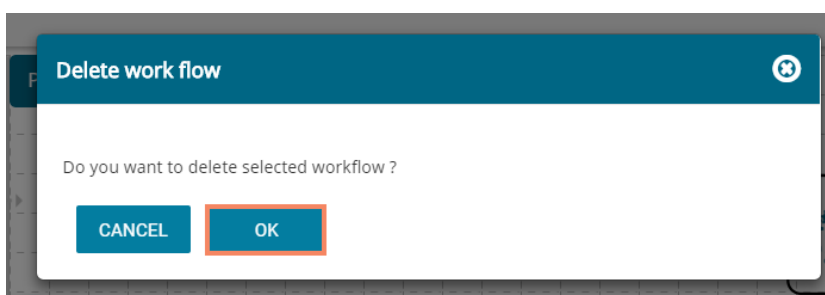 P
Delete work flow
Do you want to delete selected workflow ?
CANCEL
OK